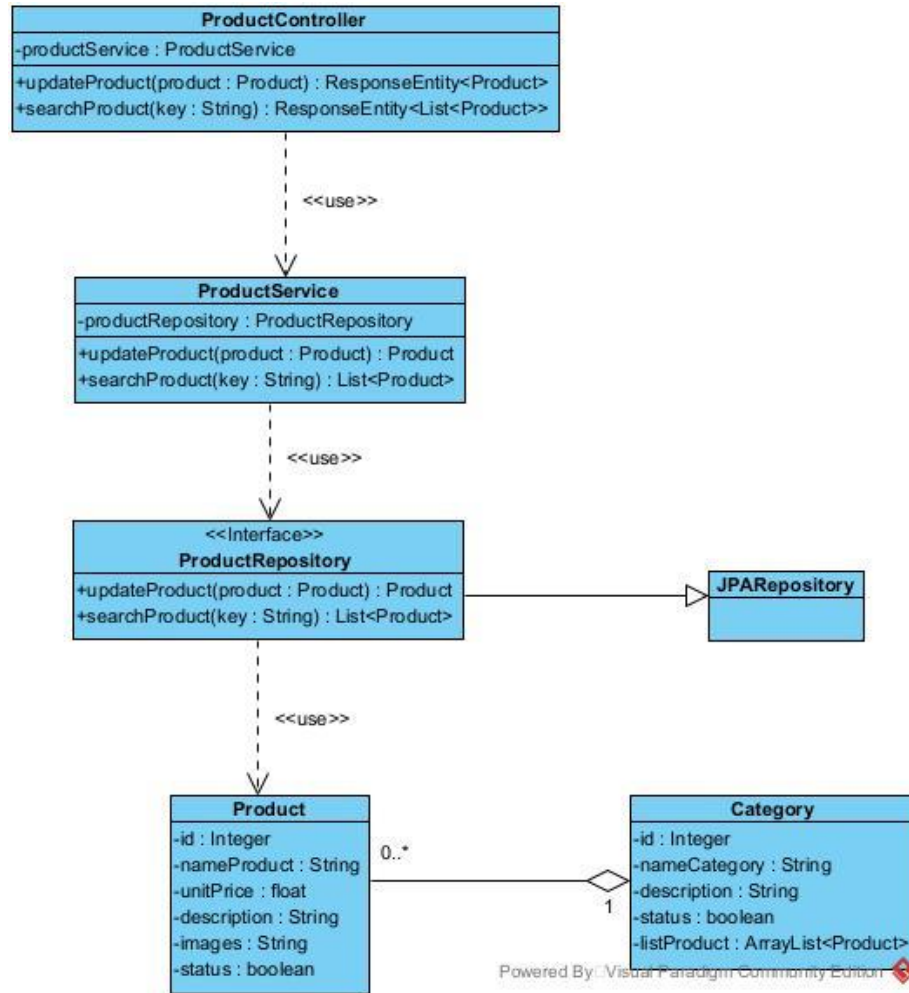 ProductController
-productService : ProductService
+updateProduct(product : Product) : ResponseEntity<Product>
+searchProduct(key : String) : ResponseEntity<List<Product>>
<<use>>
ProductService
-productRepository : ProductRepository
+updateProduct(product : Product) : Product
+searchProduct(key : String) : List<Product>
<<use>>
<<Interface>>
ProductRepository
+updateProduct(product : Product) : Product
+searchProduct(key : String) : List<Product>
JPARepository
<<use>>
Product
-id : Integer
-nameProduct : String
-unitPrice : float
-description : String
-images : String
-status : boolean
0..*
1
Category
-id : Integer
-nameCategory : String
-description : String
-status : boolean
-listProduct : ArrayList<Product>
Powered By Visual Paradigm Community Edition